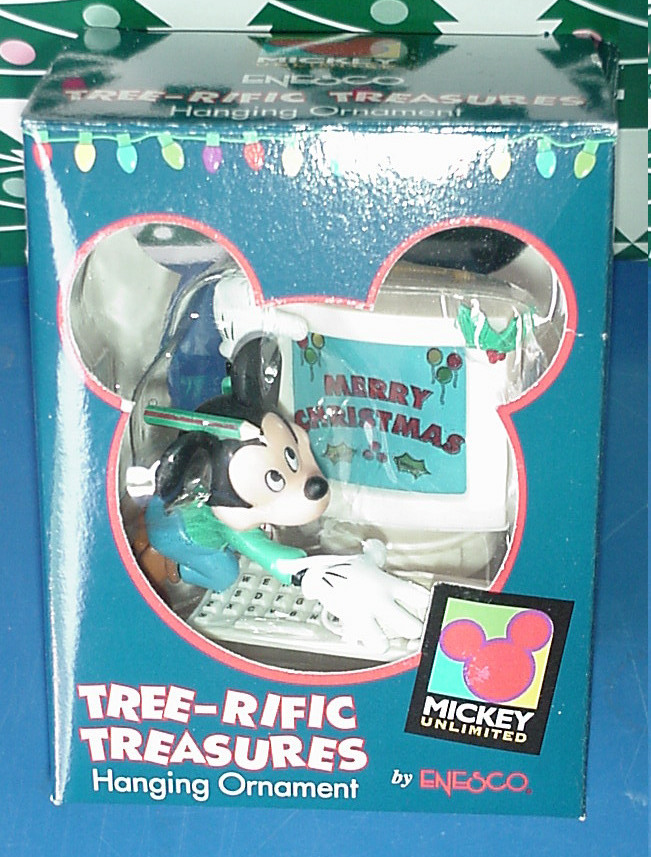 MICKEY
ENESCO
TREE-RIFIC TREASURES
Hanging Ornament
MERRY
CHRISTMAS
TREE-RIFIC
TREASURES
Hanging Ornament
by ENESCO.
MICKEY
UNLIMITED